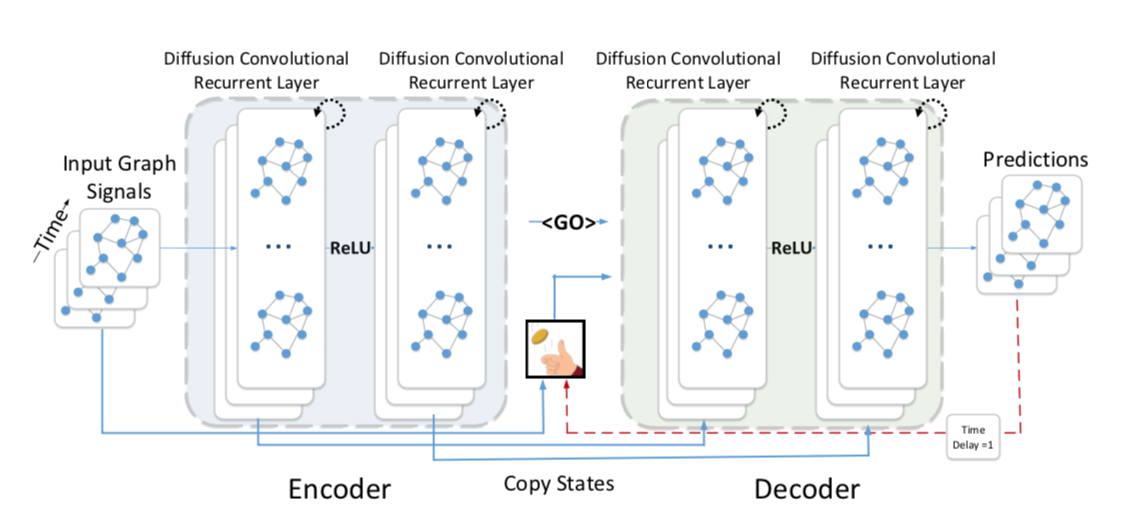 Diffusion Convolutional
Recurrent Layer
Diffusion Convolutional
Recurrent Layer
Diffusion Convolutional
Recurrent Layer
Diffusion Convolutional
Recurrent Layer
Input Graph
Signals
Time
ReLU
<GO>
ReLU
Predictions
Time
Delay =1
Copy States
Encoder
Decoder